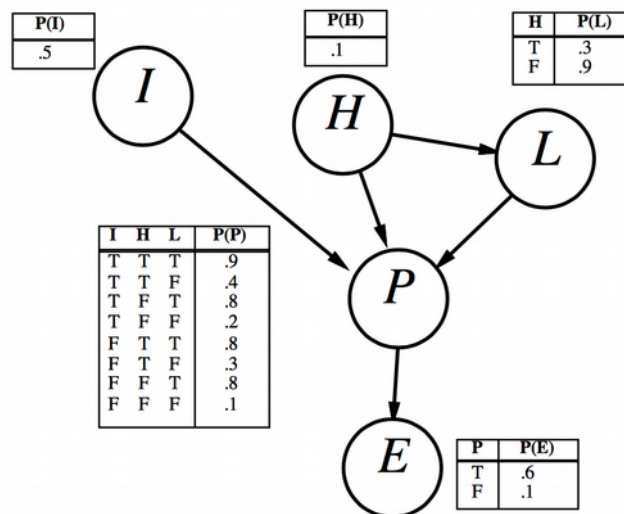 P(I)
.5
P(H)
.1
H P(L)
T .3
F .9
I
H
L
I H L P(P)
T T T .9
T T F .4
T F T .8
T F F .2
F T T .8
F T F .3
F F T .8
F F F .1
P
E
P P(E)
T .6
F .1